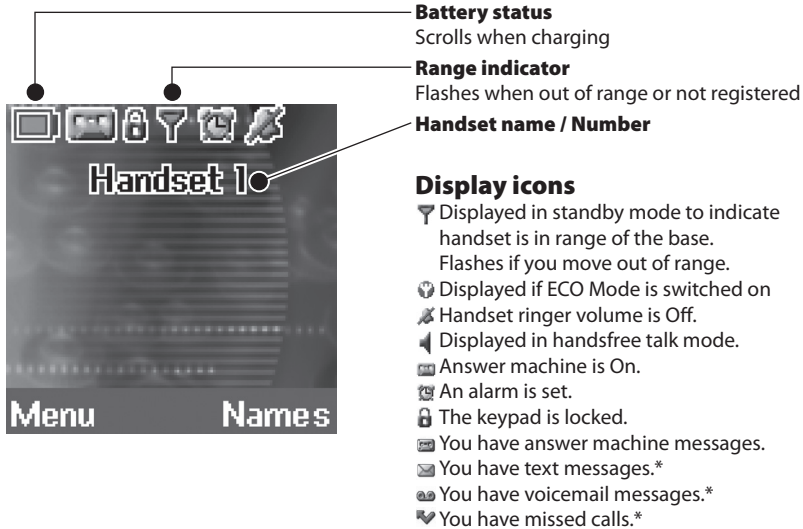 Battery status
Scrolls when charging
Range indicator
Flashes when out of range or not registered
Handset name / Number
Handset 1
Menu
Names
Display icons
Displayed in standby mode to indicate
handset is in range of the base.
Flashes if you move out of range.
Displayed if ECO Mode is switched on
Handset ringer volume is Off.
Displayed in handsfree talk mode.
Answer machine is On.
An alarm is set.
The keypad is locked.
You have answer machine messages.
You have text messages.*
You have voicemail messages.*
You have missed calls.*